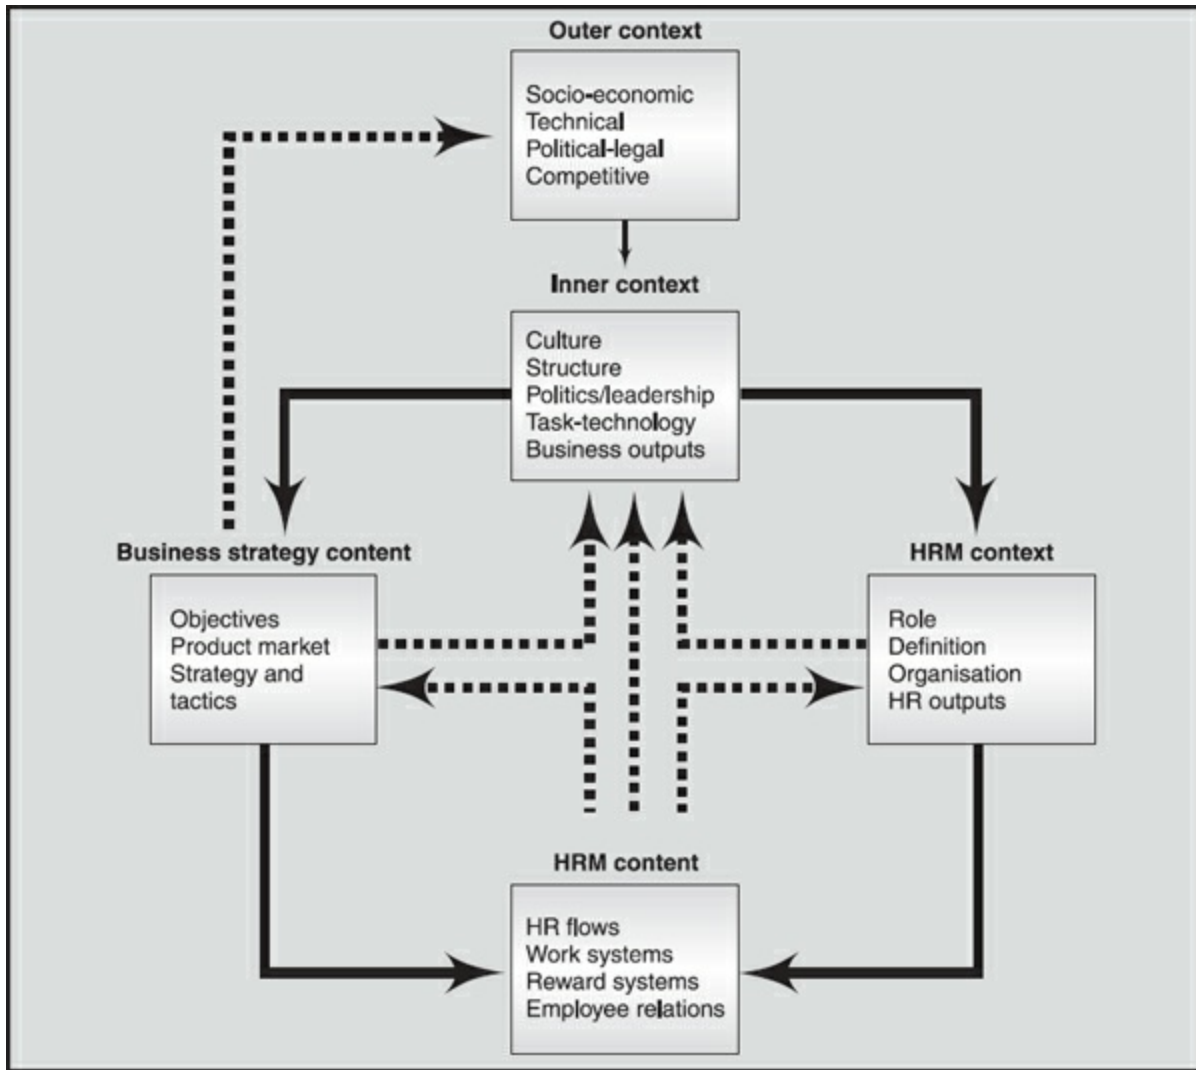 Outer context
Socio-economic
Technical
Political-legal
Competitive
Inner context
Culture
Structure
Politics/leadership
Task-technology
Business outputs
Business strategy content
Objectives
Product market
Strategy and
tactics
HRM context
Role
Definition
Organisation
HR outputs
HRM content
HR flows
Work systems
Reward systems
Employee relations